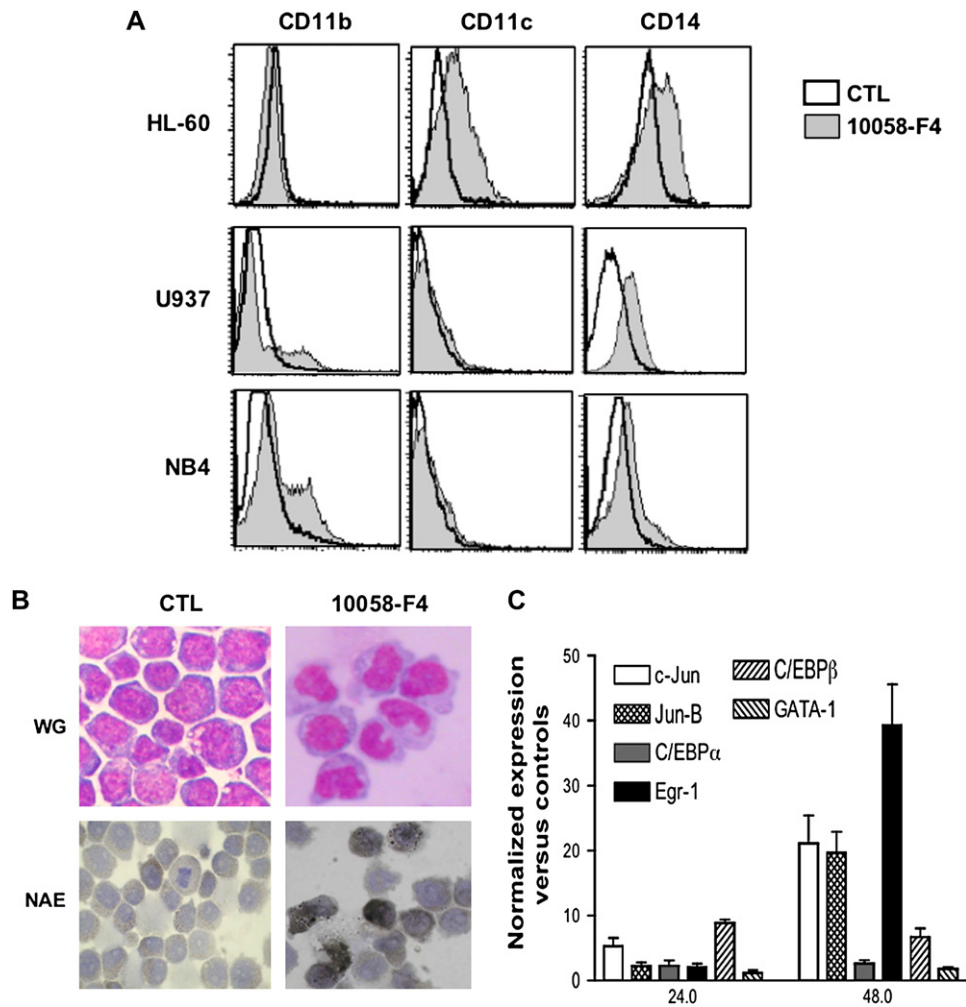 A
CD11b CD11c CD14
HL-60
CTL
10058-F4
U937
NB4
B
CTL 10058-F4
WG
NAE
C
Normalized expression
versus controls
50
40
30
20
10
0
c-Jun
Jun-B
C/EBPα
Egr-1
C/EBPβ
GATA-1
24.0 48.0